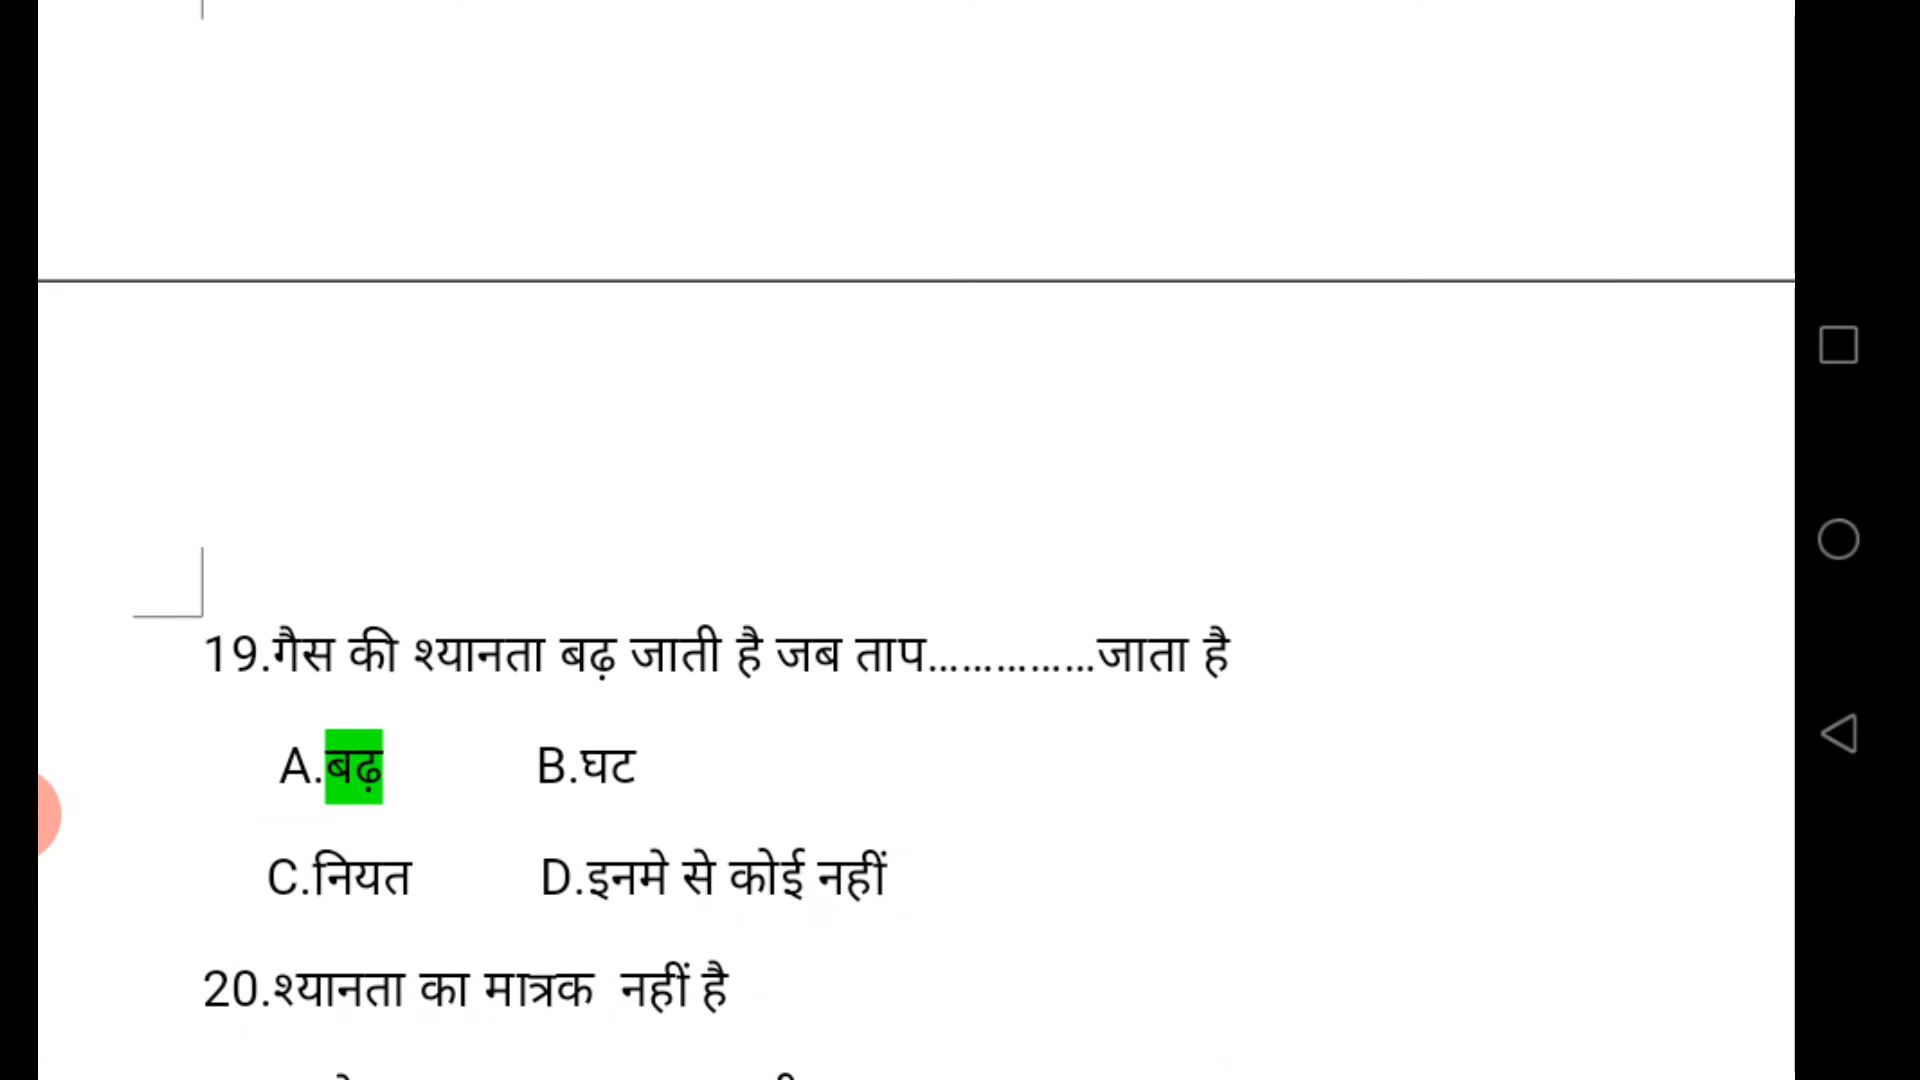 19.गैस की श्यानता बढ़ जाती है जब ताप...............जाता है
A.बढ़ B.घट
C.नियत D.इनमे से कोई नहीं
20.श्यानता का मात्रक नहीं है